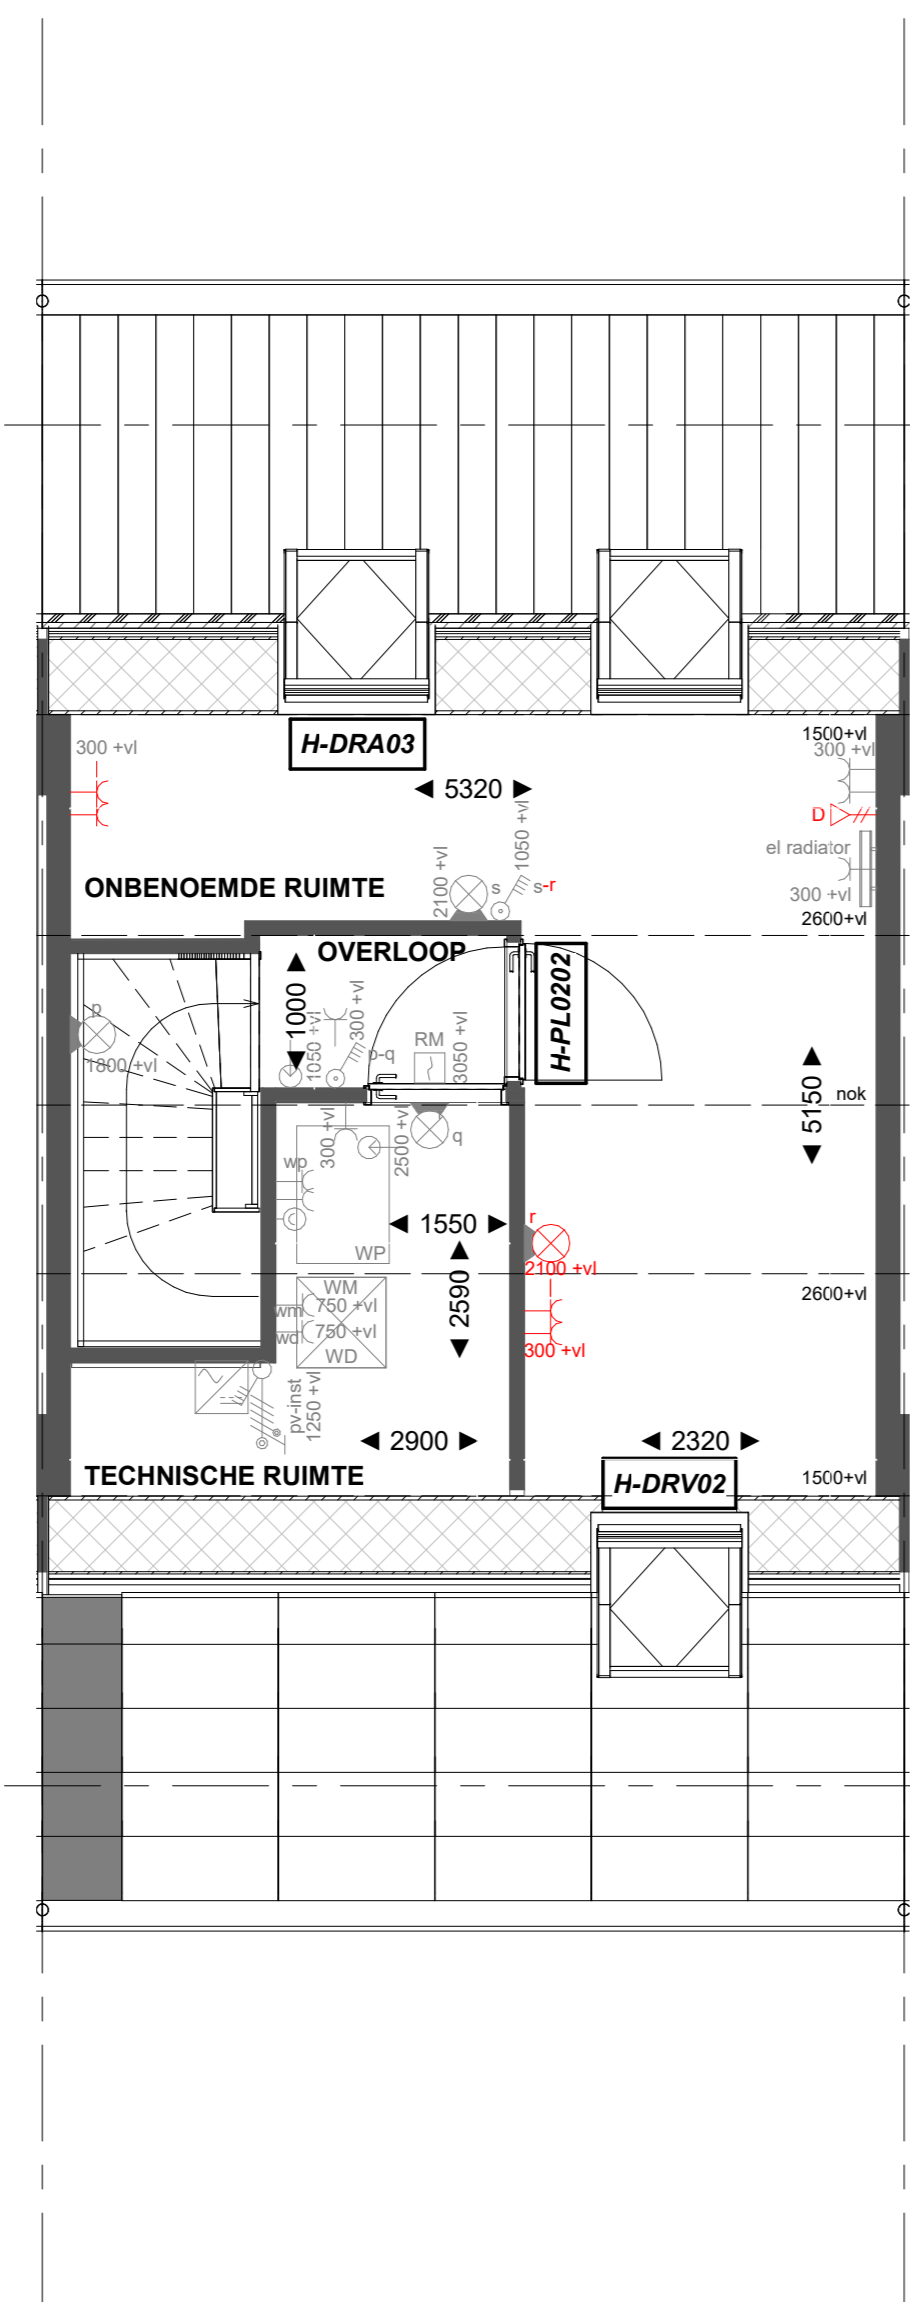 300 +vl
H-DRA03
1500+vl
300 +vl
5320
D
1050 +vl
2100 +vl
s
s-r
el radiator
300 +vl
ONBENOEMDE RUIMTE
2600+vl
OVERLOOP
H-PL0202
1000
p
1800 +vl
1050 +vl
300 +vl
p-q
RM
3050 +vl
5150
nok
300 +vl
2500 +vl
q
wp
WP
1550
r
2100 +vl
2590
WM
wm
750 +vl
wd
750 +vl
WD
2600+vl
300 +vl
pv-inst
1250 +vl
2900
2320
TECHNISCHE RUIMTE
H-DRV02
1500+vl